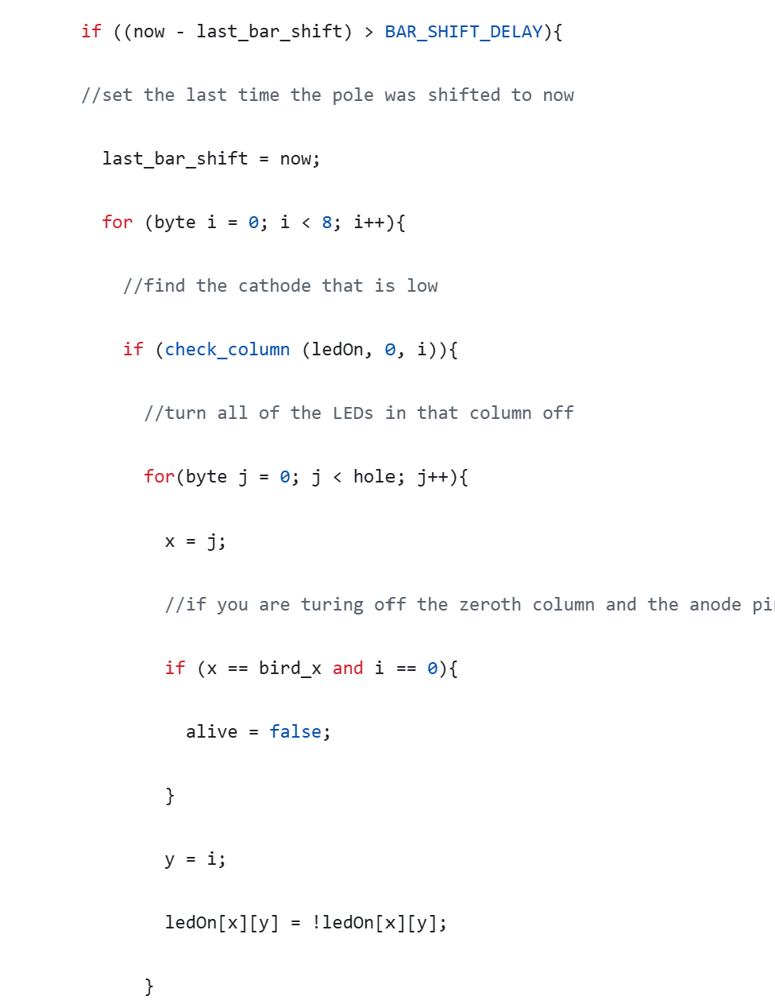 if ((now - last_bar_shift) > BAR_SHIFT_DELAY){
//set the last time the pole was shifted to now
last_bar_shift = now;
for (byte i = 0; i < 8; i++){
//find the cathode that is low
if (check_column (ledOn, 0, i)){
//turn all of the LEDs in that column off
for(byte j = 0; j < hole; j++){
x = j;
//if you are turing off the zeroth column and the anode
if (x == bird_x and i == 0){
alive = false;
}
y = i;
ledOn[x][y] = !ledOn[x][y];
}